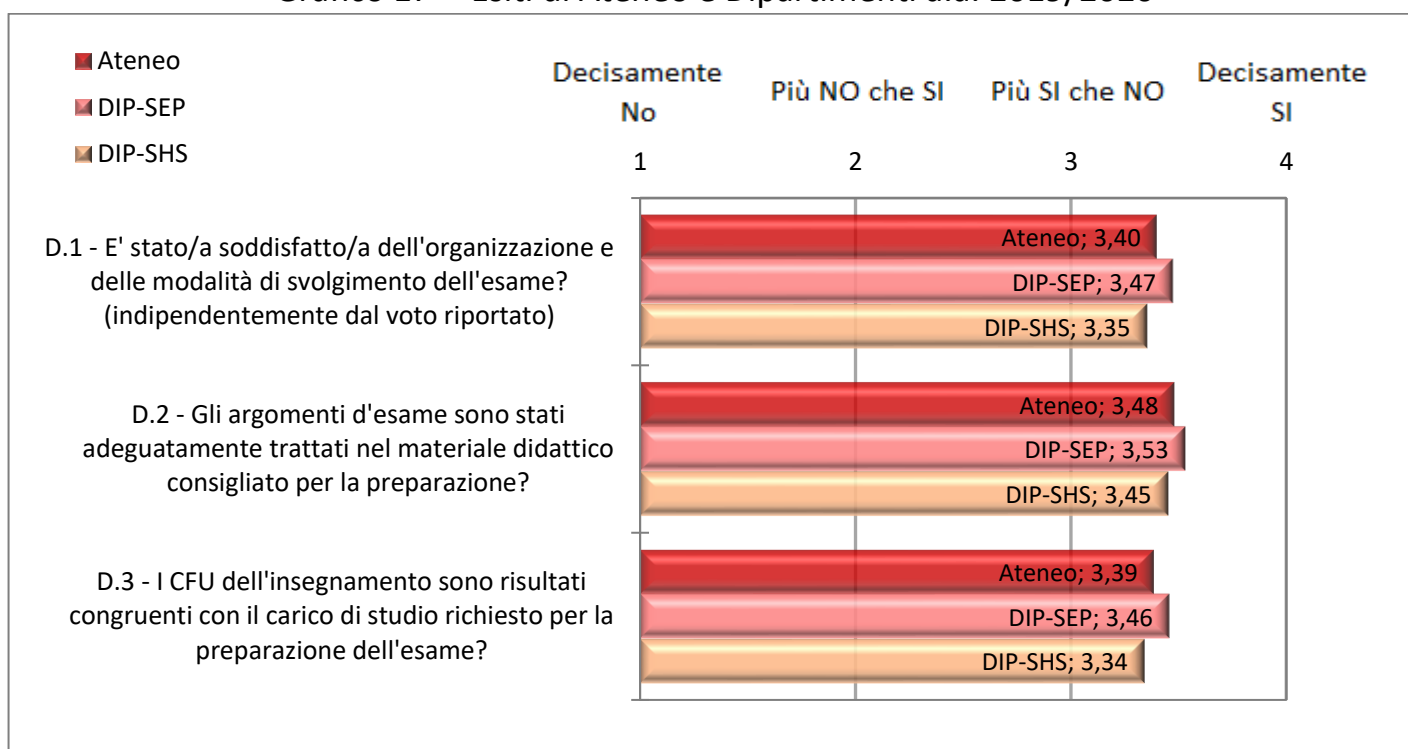 Grafico Esiti di Ateneo e Dipartimenti a.a.
Ateneo
DIP-SEP
DIP-SHS
Decisamente
No
Più NO che SI
Più SI che NO
Decisamente
SI
1
2
3
4
D.1 - E' stato/a soddisfatto/a dell'organizzazione e
delle modalità di svolgimento dell'esame?
(indipendentemente dal voto riportato)
Ateneo; 3,40
DIP-SEP; 3,47
DIP-SHS; 3,35
D.2 - Gli argomenti d'esame sono stati
adeguatamente trattati nel materiale didattico
consigliato per la preparazione?
Ateneo; 3,48
DIP-SEP; 3,53
DIP-SHS; 3,45
D.3 - I CFU dell'insegnamento sono risultati
congruenti con il carico di studio richiesto per la
preparazione dell'esame?
Ateneo; 3,39
DIP-SEP; 3,46
DIP-SHS; 3,34